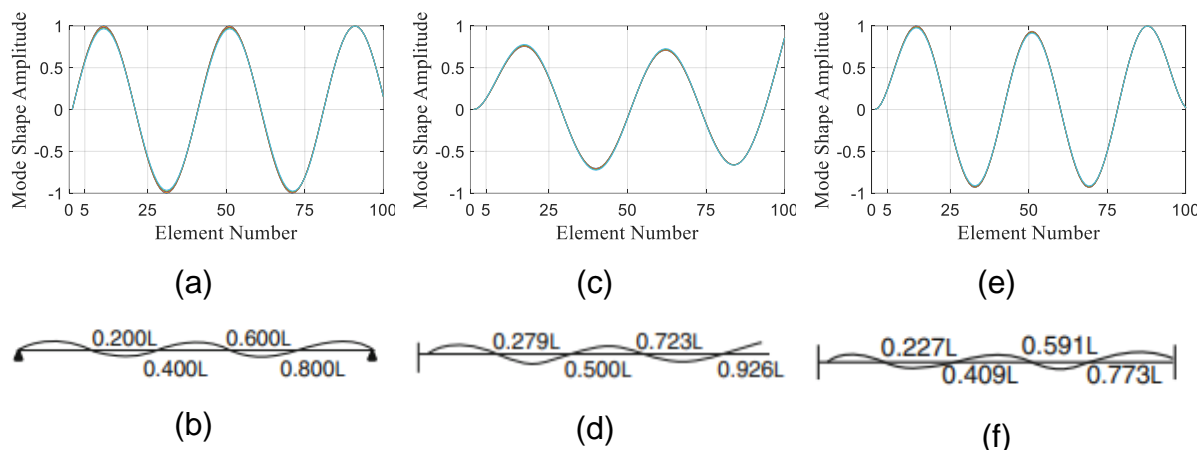 1
0.5
0
-0.5
-1
Mode Shape Amplitude
0 5 25 50 75 100
Element Number
(a)
1
0.5
0
-0.5
-1
Mode Shape Amplitude
0 5 25 50 75 100
Element Number
(c)
1
0.5
0
-0.5
-1
Mode Shape Amplitude
0 5 25 50 75 100
Element Number
(e)
0.200L 0.600L
0.400L 0.800L
(b)
0.279L 0.723L
0.500L 0.926L
(d)
0.227L 0.591L
0.409L 0.773L
(f)